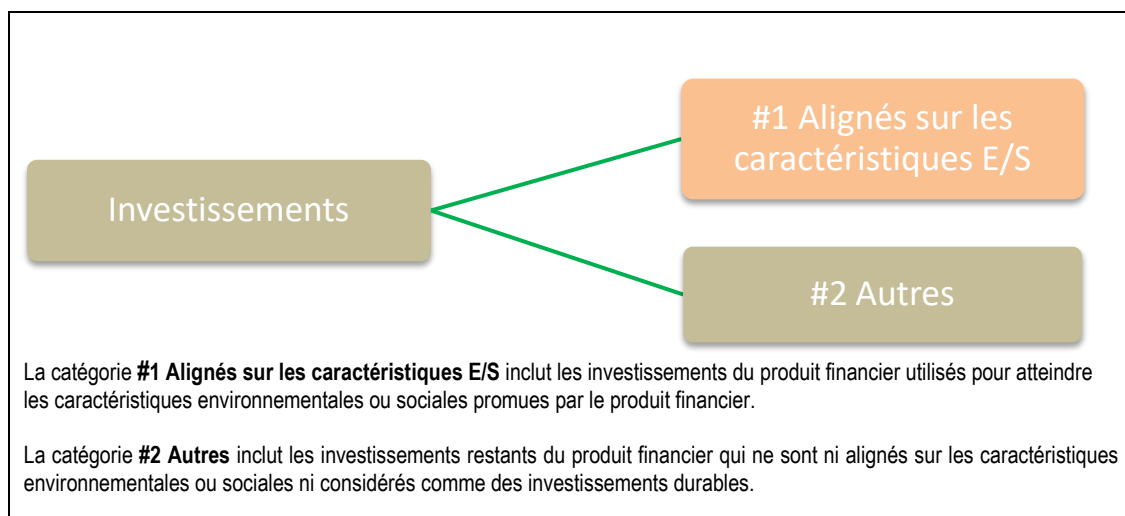 #1 Alignés sur les
caractéristiques E/S
Investissements
#2 Autres
La catégorie #1 Alignés sur les caractéristiques E/S inclut les investissements du produit financier utilisés pour atteindre
les caractéristiques environnementales ou sociales promues par le produit financier.
La catégorie #2 Autres inclut les investissements restants du produit financier qui ne sont ni alignés sur les caractéristiques
environnementales ou sociales ni considérés comme des investissements durables.